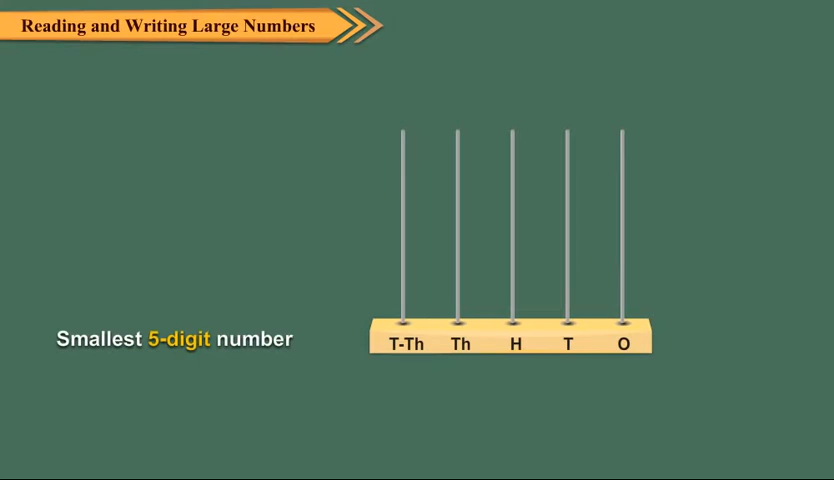 Reading and Writing Large Numbers
Smallest 5-digit number
T-Th Th H T O